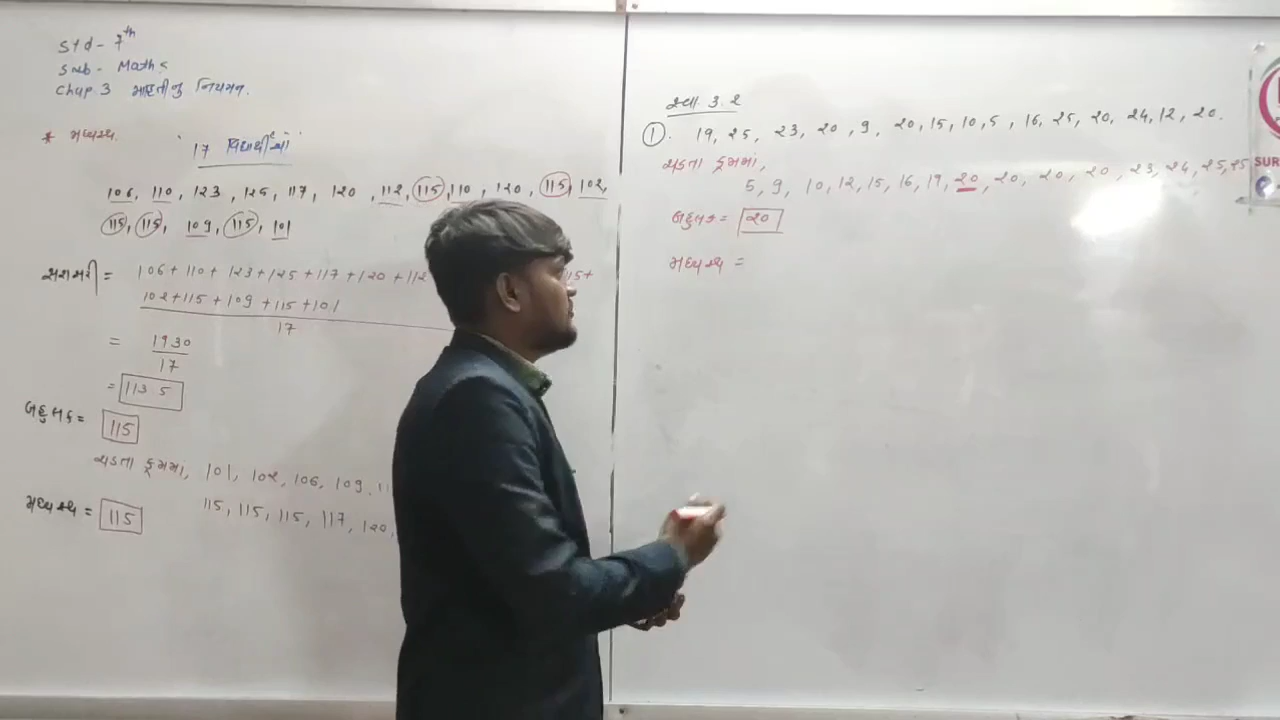 Std - 7th
Sub - Maths
Chap. 3 માહિતીનું નિયમન.
* મધ્યસ્થ
17 વિદ્યાર્થીઓ
106, 110, 123, 125, 117, 120, 112, 115, 110, 120, 115, 102,
115, 115, 109, 115, 101
સરાસરી = 106 + 110 + 123 + 125 + 117 + 120 + 112
102 + 115 + 109 + 115 + 101
17
= 1930
17
= 113.5
બહુલક = 115
ચડતા ક્રમમાં, 101, 102, 106, 109,
115, 115, 115, 117, 120,
મધ્યસ્થ = 115
સ્વા. 3.2
① 19, 25, 23, 20, 9, 20, 15, 10, 5, 16, 25, 20, 24, 12, 20.
ચડતા ક્રમમાં,
5, 9, 10, 12, 15, 16, 19, 20, 20, 20, 20, 23, 24, 25, 25
બહુલક = 20
મધ્યસ્થ =
SUR